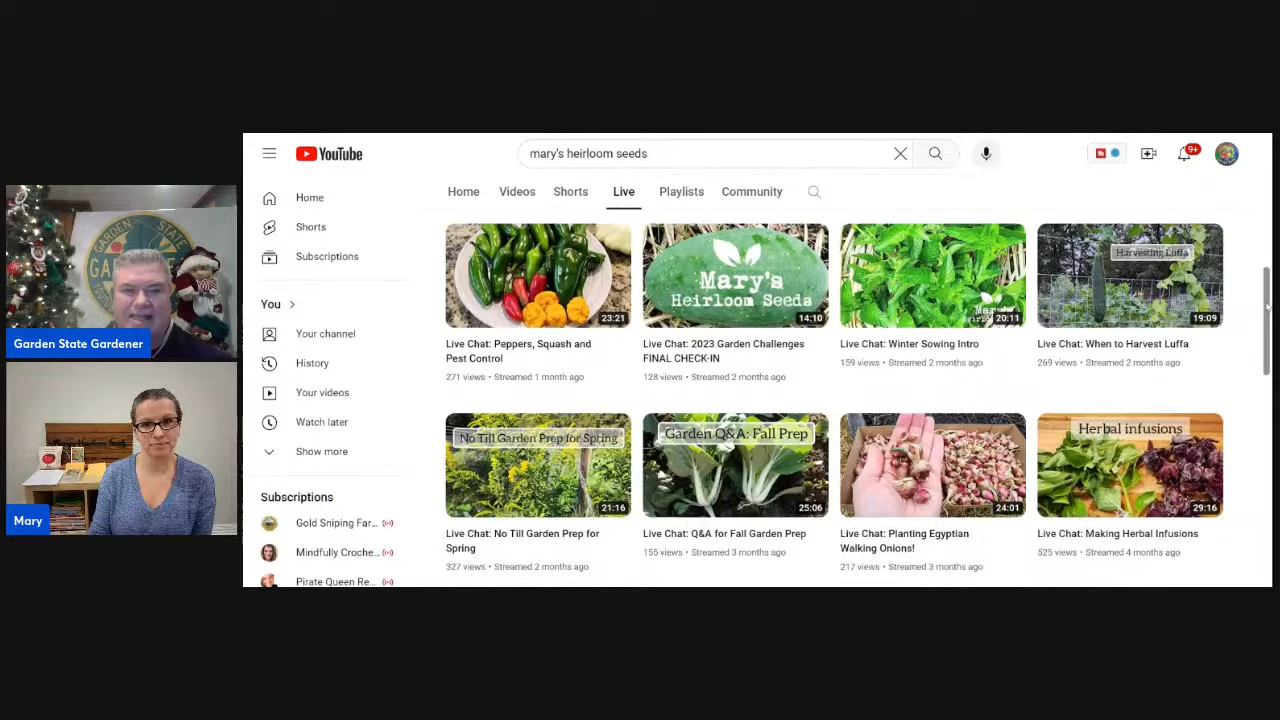 YouTube
mary's heirloom seeds
9+
Home
Videos
Shorts
Live
Playlists
Community
Home
Shorts
Subscriptions
You
Your channel
History
Your videos
Watch later
Show more
Subscriptions
Gold Sniping Far...
Mindfully Croche...
Pirate Queen Re...
23:21
Live Chat: Peppers, Squash and
Pest Control
271 views • Streamed 1 month ago
Mary's
Heirloom Seeds
14:10
Live Chat: 2023 Garden Challenges
FINAL CHECK-IN
128 views • Streamed 2 months ago
20:11
Live Chat: Winter Sowing Intro
159 views • Streamed 2 months ago
Harvesting Luffa
19:09
Live Chat: When to Harvest Luffa
269 views • Streamed 2 months ago
No Till Garden Prep for Spring
21:16
Live Chat: No Till Garden Prep for
Spring
327 views • Streamed 2 months ago
Garden Q&A: Fall Prep
25:06
Live Chat: Q&A for Fall Garden Prep
155 views • Streamed 3 months ago
24:01
Live Chat: Planting Egyptian
Walking Onions!
217 views • Streamed 3 months ago
Herbal infusions
29:16
Live Chat: Making Herbal Infusions
525 views • Streamed 4 months ago
GARDEN STATE
Garden State Gardener
Mary